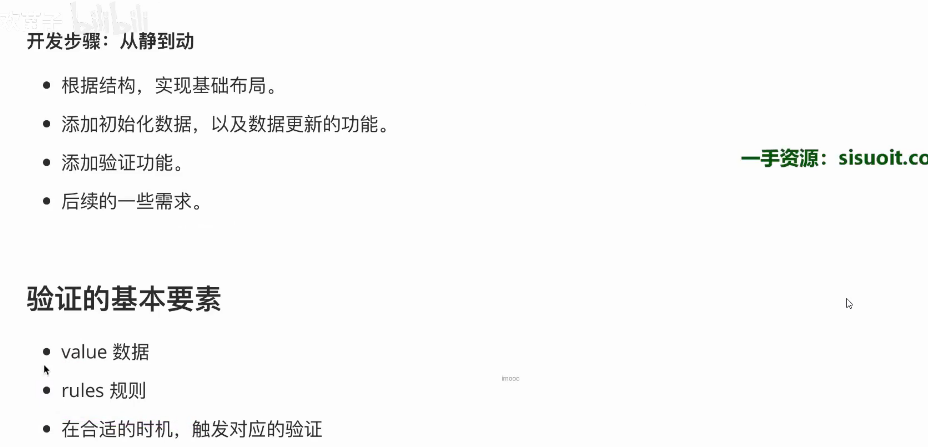 bilibili
开发步骤：从静到动
根据结构，实现基础布局。
添加初始化数据，以及数据更新的功能。
一手资源：sisuoit.co
添加验证功能。
后续的一些需求。
验证的基本要素
value 数据
imooc
rules 规则
在合适的时机，触发对应的验证